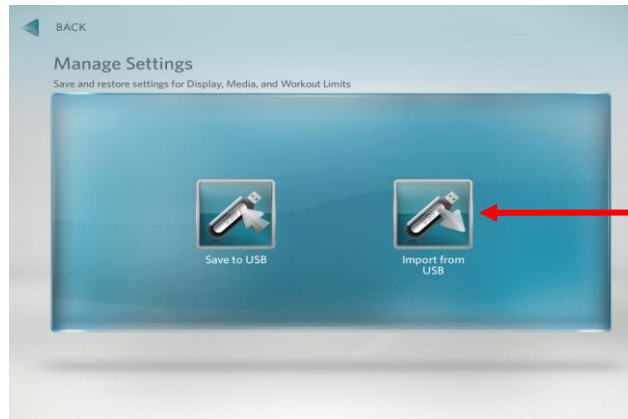 BACK
Manage Settings
Save and restore settings for Display, Media, and Workout Limits
Save to USB
Import from
USB